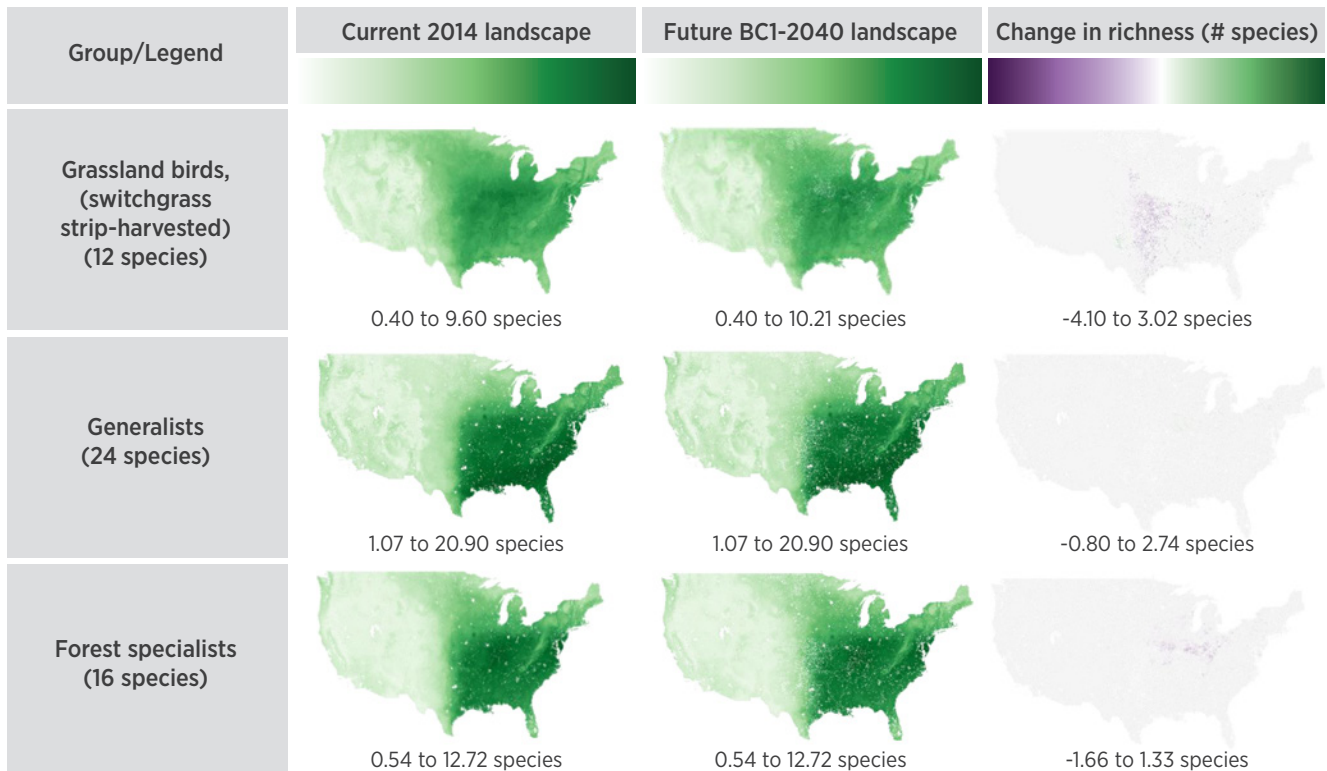 Group/Legend
Current 2014 landscape
Future BC1-2040 landscape
Change in richness (# species)
Grassland birds,
(switchgrass
strip-harvested)
(12 species)
0.40 to 9.60 species
0.40 to 10.21 species
-4.10 to 3.02 species
Generalists
(24 species)
1.07 to 20.90 species
1.07 to 20.90 species
-0.80 to 2.74 species
Forest specialists
(16 species)
0.54 to 12.72 species
0.54 to 12.72 species
-1.66 to 1.33 species